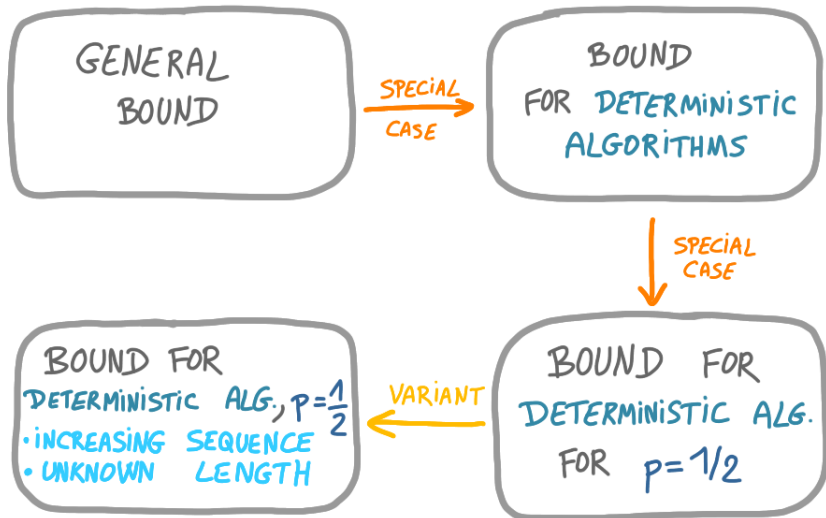 GENERAL
BOUND
SPECIAL
CASE
BOUND
FOR DETERMINISTIC
ALGORITHMS
SPECIAL
CASE
BOUND FOR
DETERMINISTIC ALG.
FOR p=1/2
VARIANT
BOUND FOR
DETERMINISTIC ALG., P=1/2
• INCREASING SEQUENCE
• UNKNOWN LENGTH